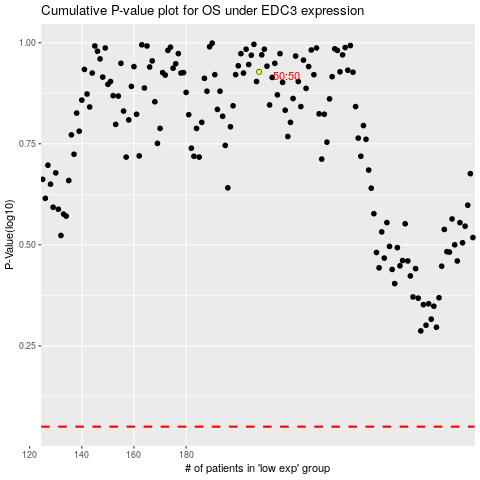 Cumulative P-value plot for OS under EDC3 expression
1.00
0.75
0.50
0.25
50:50
P-Value(log10)
120 140 160 180
# of patients in 'low exp' group